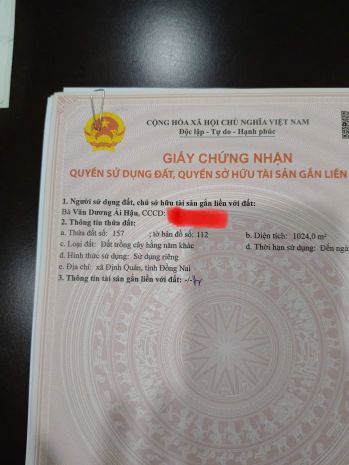 CỘNG HÒA XÃ HỘI CHỦ NGHĨA VIỆT NAM
Độc lập - Tự do - Hạnh phúc
GIẤY CHỨNG NHẬN
QUYỀN SỬ DỤNG ĐẤT, QUYỀN SỞ HỮU TÀI SẢN GẮN LIỀN
1. Người sử dụng đất, chủ sở hữu tài sản gắn liền với đất:
Bà Văn Dương Ái Hậu, CCCD:
2. Thông tin thửa đất:
a. Thửa đất số: 157 ; tờ bản đồ số: 112 b. Diện tích: 1024,0 m²
c. Loại đất: Đất trồng cây hằng năm khác d. Thời hạn sử dụng: Đến ngày
đ. Hình thức sử dụng: Sử dụng riêng
e. Địa chỉ: xã Định Quán, tỉnh Đồng Nai
3. Thông tin tài sản gắn liền với đất: -/-